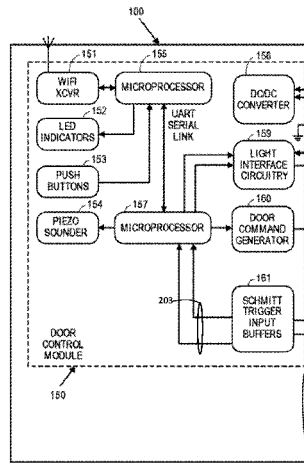 100
151
WIFI
XCVR
155
MICROPROCESSOR
158
DC/DC
CONVERTER
152
LED
INDICATORS
UART
SERIAL
LINK
159
LIGHT
INTERFACE
CIRCUITRY
153
PUSH
BUTTONS
154
PIEZO
SOUNDER
157
MICROPROCESSOR
160
DOOR
COMMAND
GENERATOR
203
161
SCHMITT
TRIGGER
INPUT
BUFFERS
DOOR
CONTROL
MODULE
150